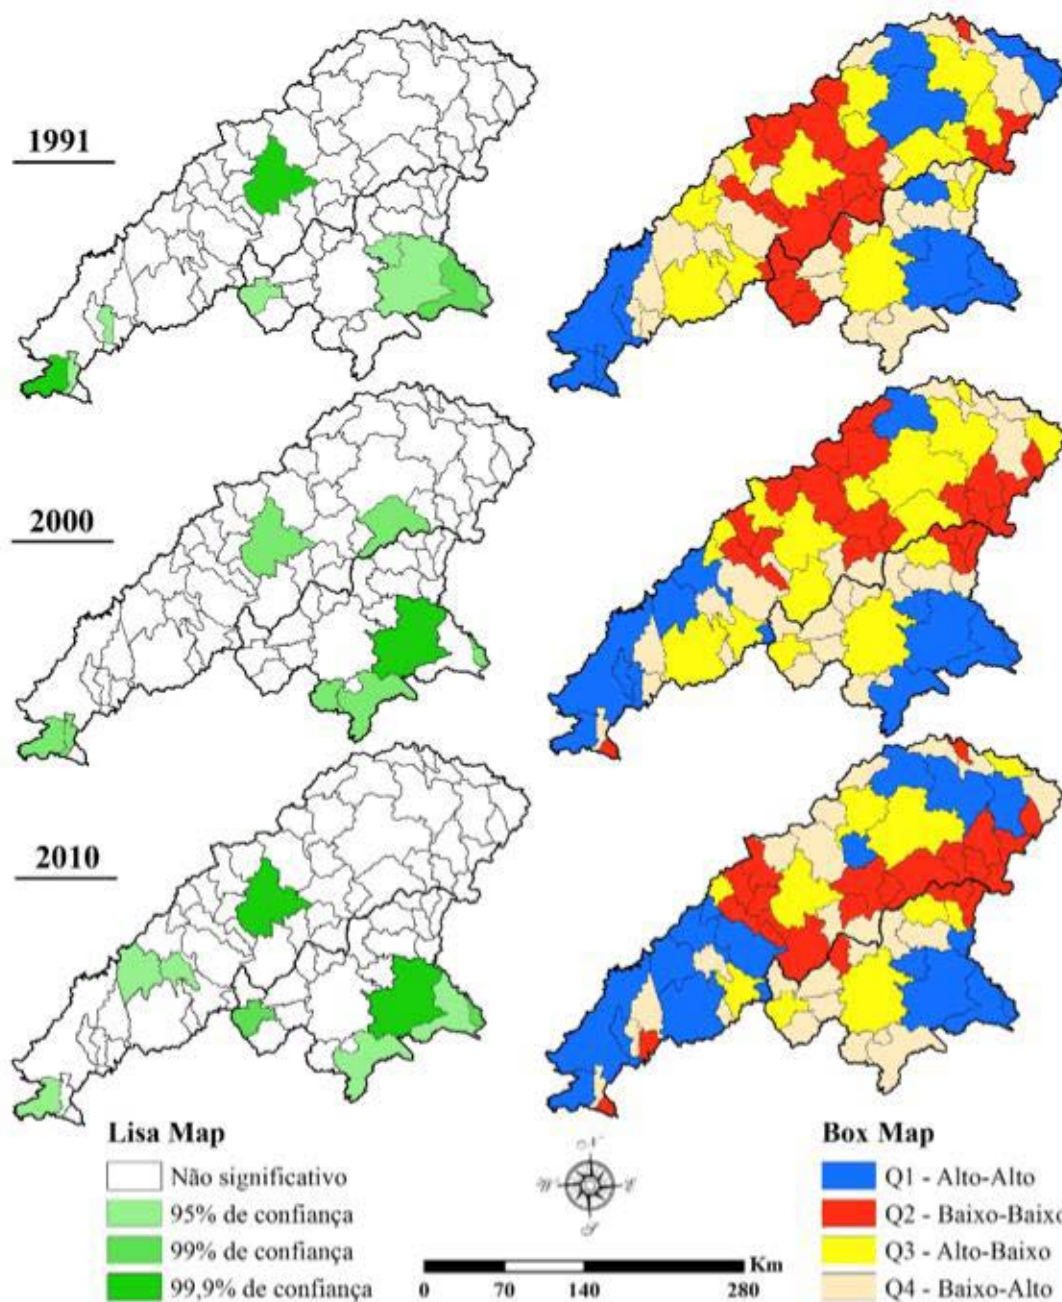 1991
2000
2010
Lisa Map
Não significativo
95% de confiança
99% de confiança
99,9% de confiança
N
W E
S
Km
0 70 140 280
Box Map
Q1 - Alto-Alto
Q2 - Baixo-Baixo
Q3 - Alto-Baixo
Q4 - Baixo-Alto